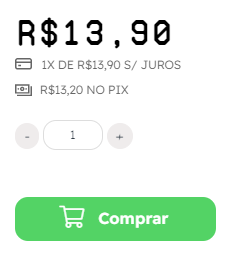 R$13,90
1X DE R$13,90 S/ JUROS
R$13,20 NO PIX
- 1 +
Comprar